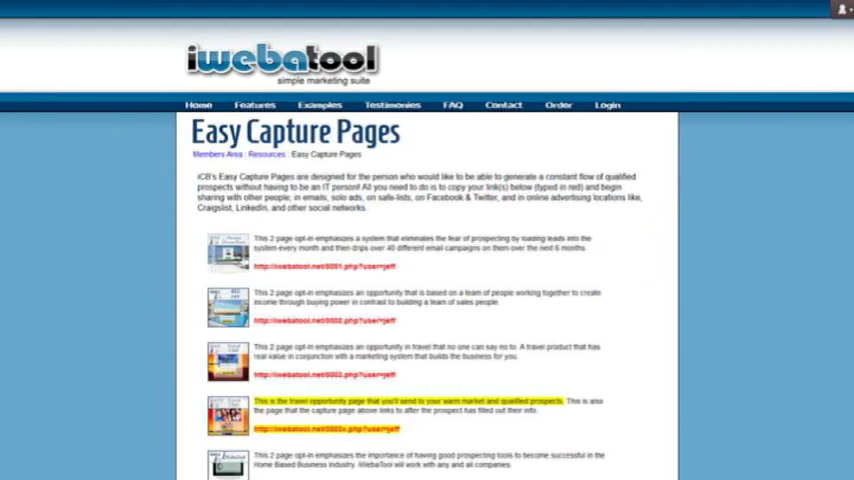 iwebatool
simple marketing suite
Home Features Examples Testimonies FAQ Contact Order Login
Easy Capture Pages
Members Area : Resources : Easy Capture Pages
iCB's Easy Capture Pages are designed for the person who would like to be able to generate a constant flow of qualified
prospects without having to be an IT person! All you need to do is to copy your link(s) below (typed in red) and begin
sharing with other people; in emails, solo ads, on safe-lists, on Facebook & Twitter, and in online advertising locations like,
Craigslist, LinkedIn, and other social networks.
This 2 page opt-in emphasizes a system that eliminates the fear of prospecting by loading leads into the
system every month and then drips over 40 different email campaigns on them over the next 6 months.
http://iwebatool.net/0001.php?user=jeff
This 2 page opt-in emphasizes an opportunity that is based on a team of people working together to create
income through buying power in contrast to building a team of sales people
http://iwebatool.net/0002.php?user=jeff
This 2 page opt-in emphasizes an opportunity in travel that no one can say no to. A travel product that has
real value in conjunction with a marketing system that builds the business for you.
http://iwebatool.net/0003.php?user=jeff
This is the travel opportunity page that you'll send to your warm market and qualified prospects. This is also
the page that the capture page above links to after the prospect has filled out their info.
http://iwebatool.net/0003x.php?user=jeff
This 2 page opt-in emphasizes the importance of having good prospecting tools to become successful in the
Home Based Business Industry. iWebaTool will work with any and all companies.